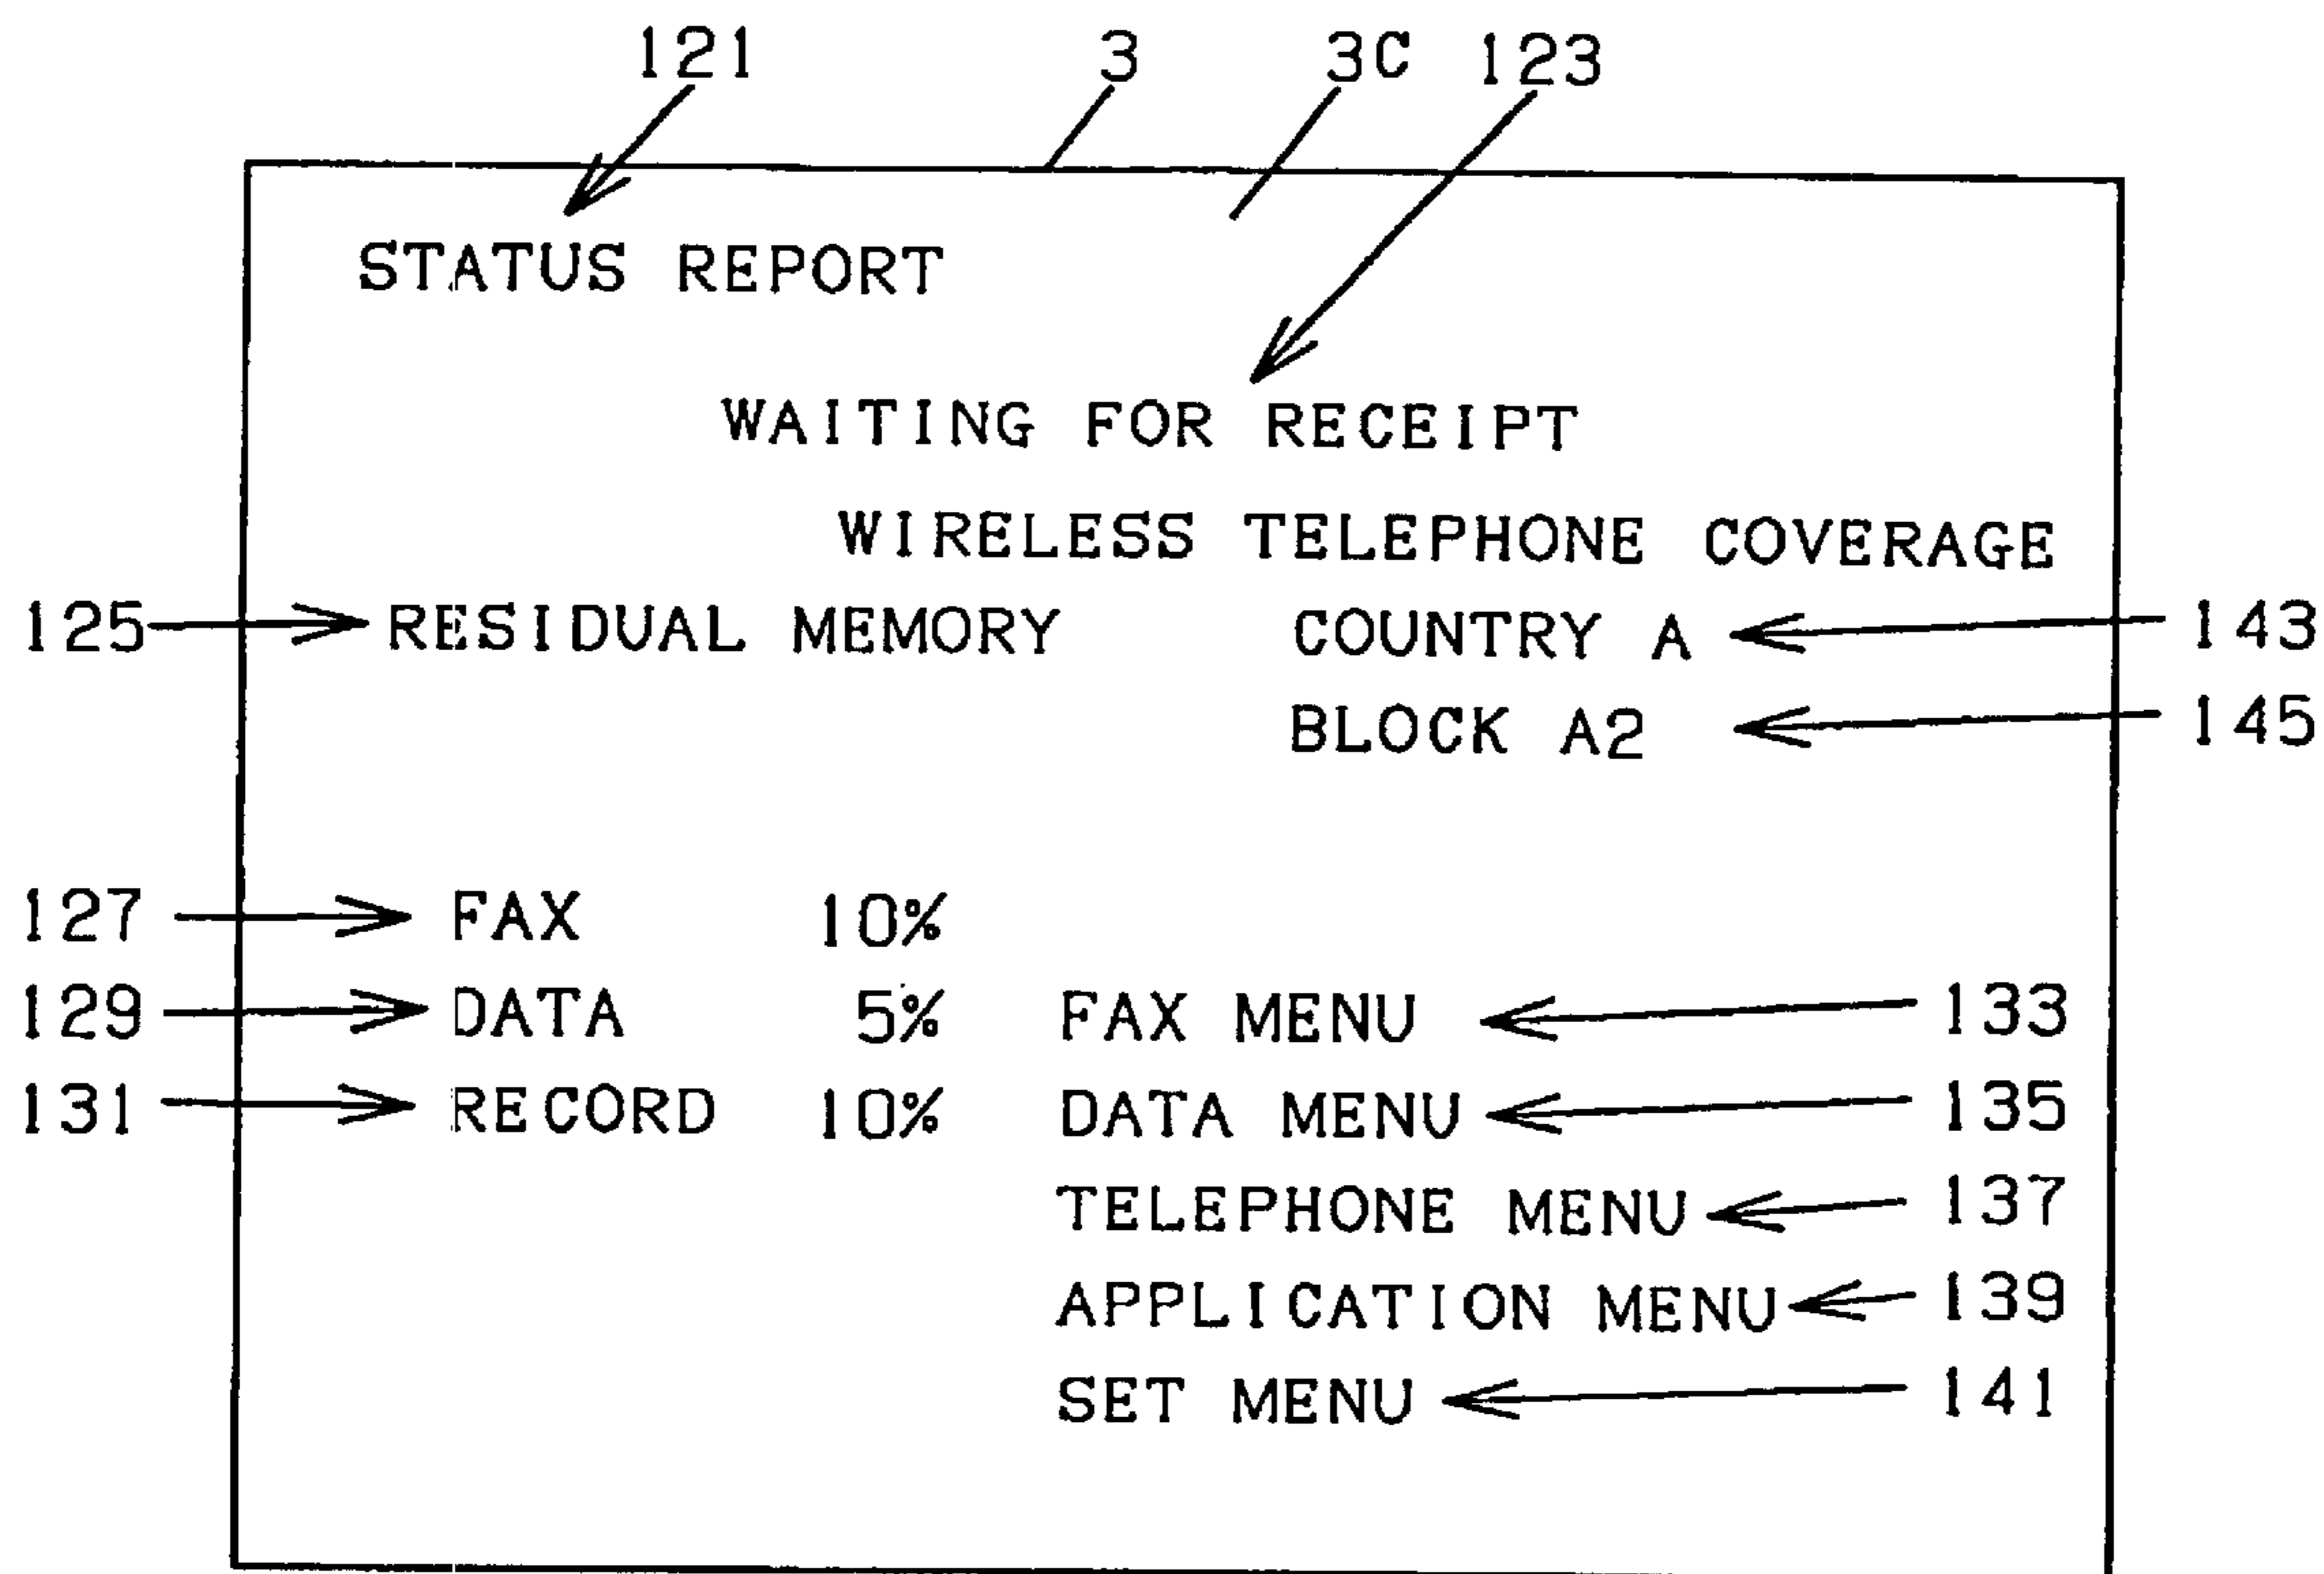 121 3 3C 123
STATUS REPORT
WAITING FOR RECEIPT
WIRELESS TELEPHONE COVERAGE
125 RESIDUAL MEMORY COUNTRY A 143
BLOCK A2 145
127 FAX 10%
129 DATA 5% FAX MENU 133
131 RECORD 10% DATA MENU 135
TELEPHONE MENU 137
APPLICATION MENU 139
SET MENU 141